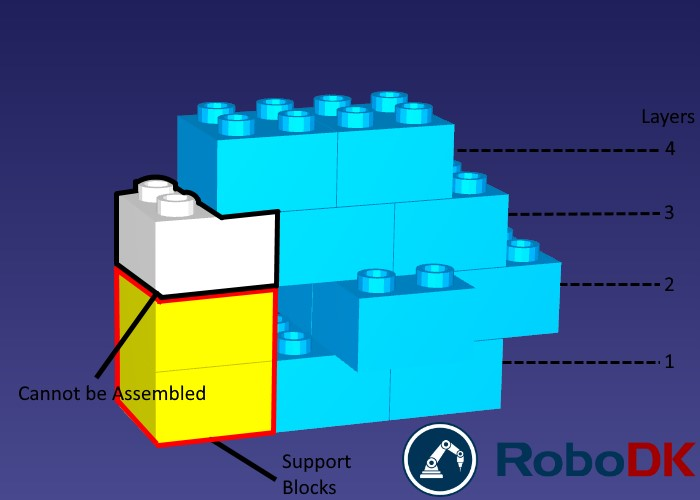 Layers
4
3
2
1
Cannot be Assembled
Support
Blocks
RoboDK